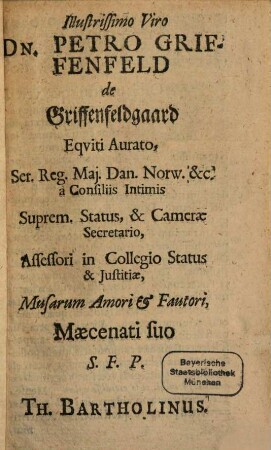 Illustrissimo Viro
DN. PETRO GRIF-
FENFELD
de
Griffenfeldgaard
Eqviti Aurato,
Ser. Reg. Maj. Dan. Norw. &c.
à Consiliis Intimis
Suprem. Status, & Cameræ
Secretario,
Assessori in Collegio Status
& Justitiæ,
Musarum Amori & Fautori,
Mæcenati suo
S. F. P.
TH. BARTHOLINUS.
Bayerische
Staatsbibliothek
München